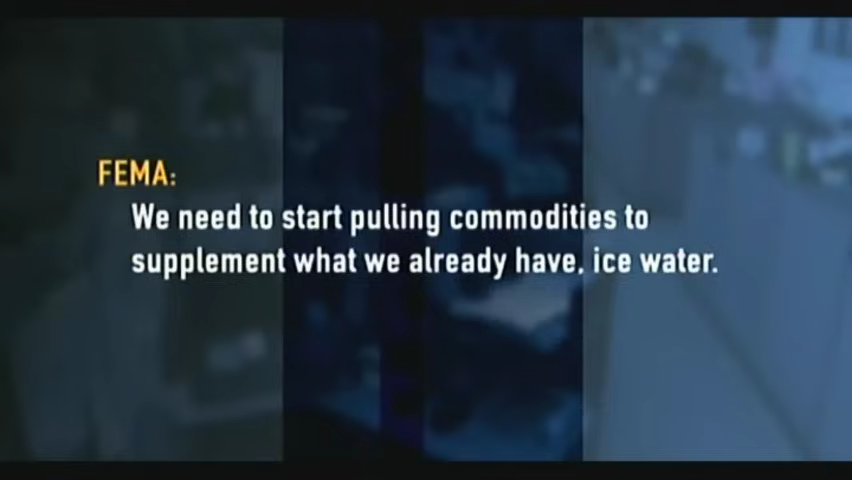 FEMA:
We need to start pulling commodities to
supplement what we already have, ice water.